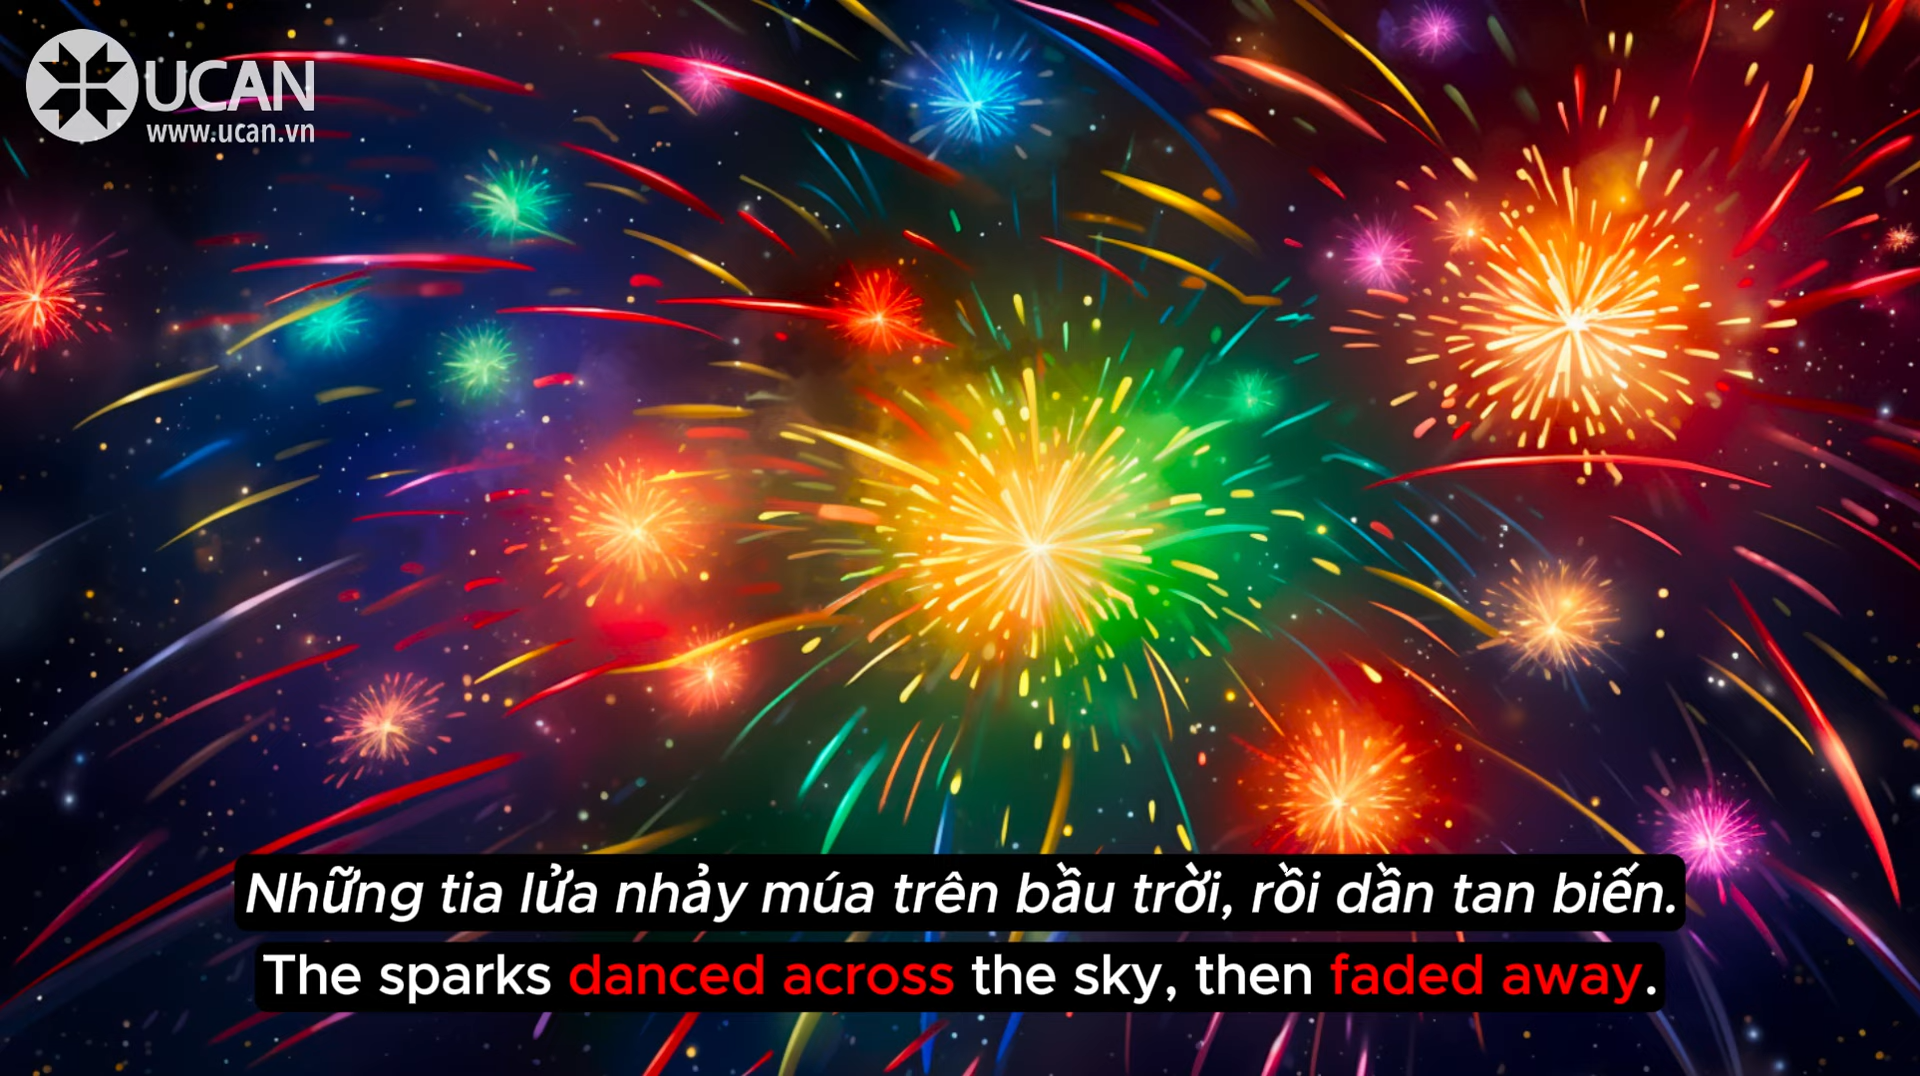 UCAN
www.ucan.vn
Những tia lửa nhảy múa trên bầu trời, rồi dần tan biến.
The sparks danced across the sky, then faded away.